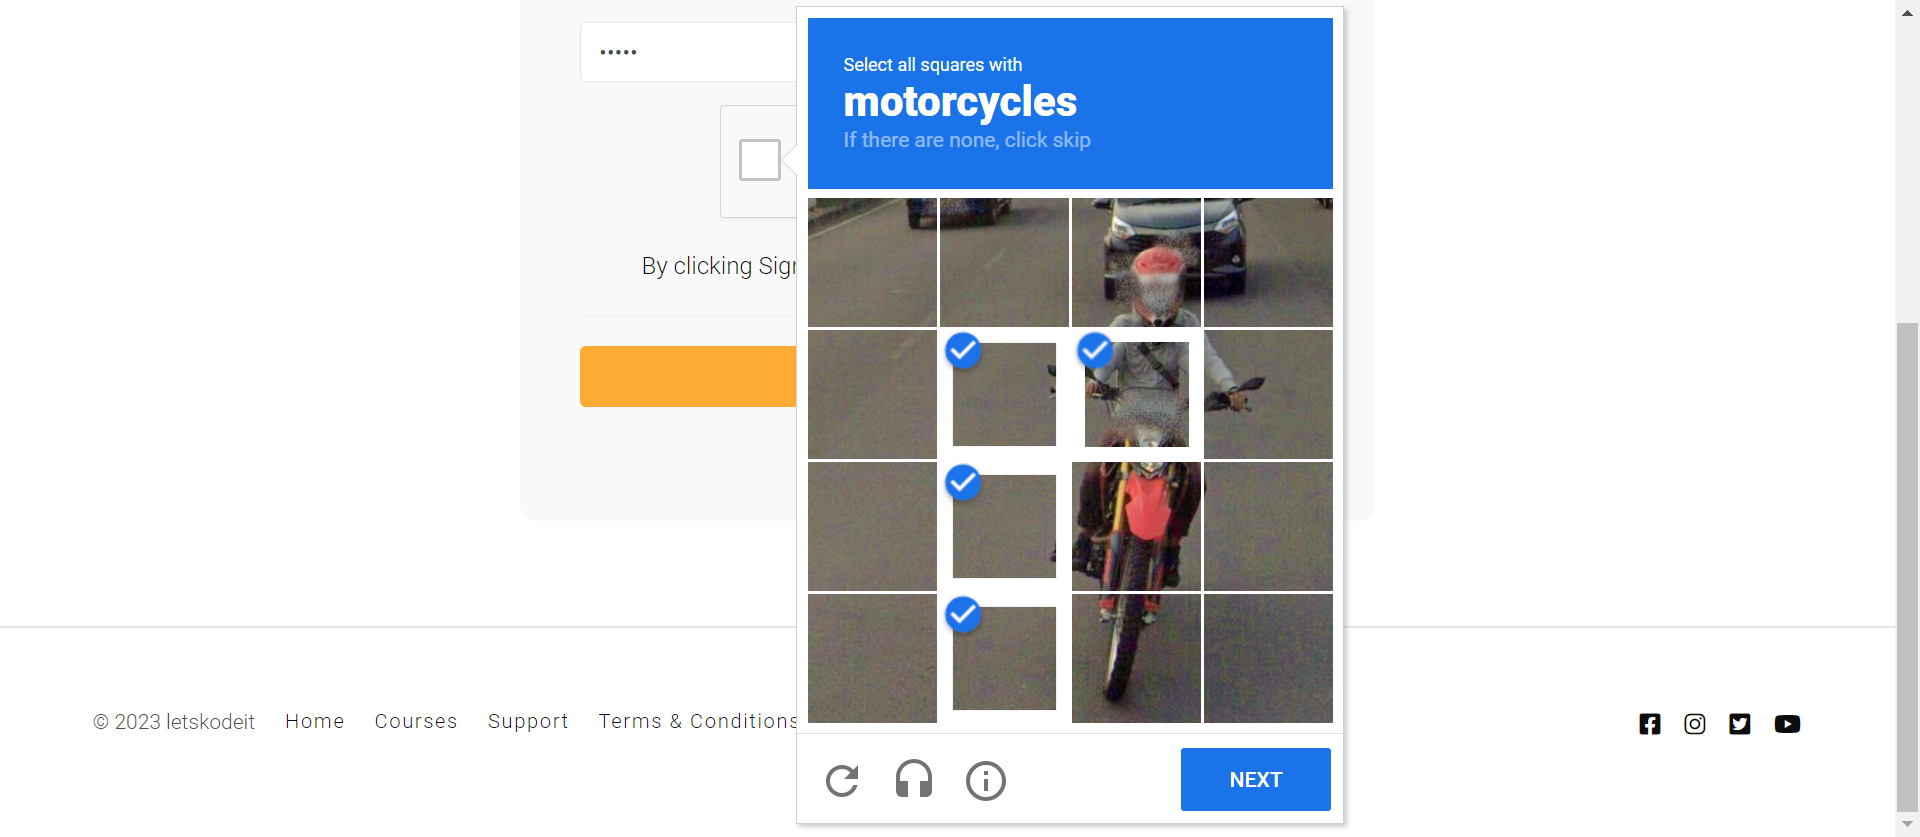 •••••
Select all squares with
motorcycles
If there are none, click skip
By clicking Sign
© 2023 letskodeit
Home
Courses
Support
Terms & Conditions
NEXT